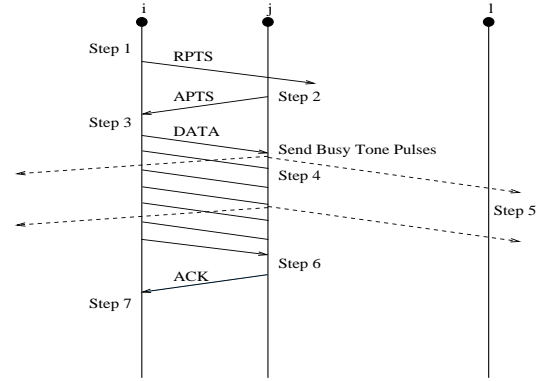 i
j
l
Step 1
RPTS
APTS
Step 2
Step 3
DATA
Send Busy Tone Pulses
Step 4
Step 5
Step 6
ACK
Step 7